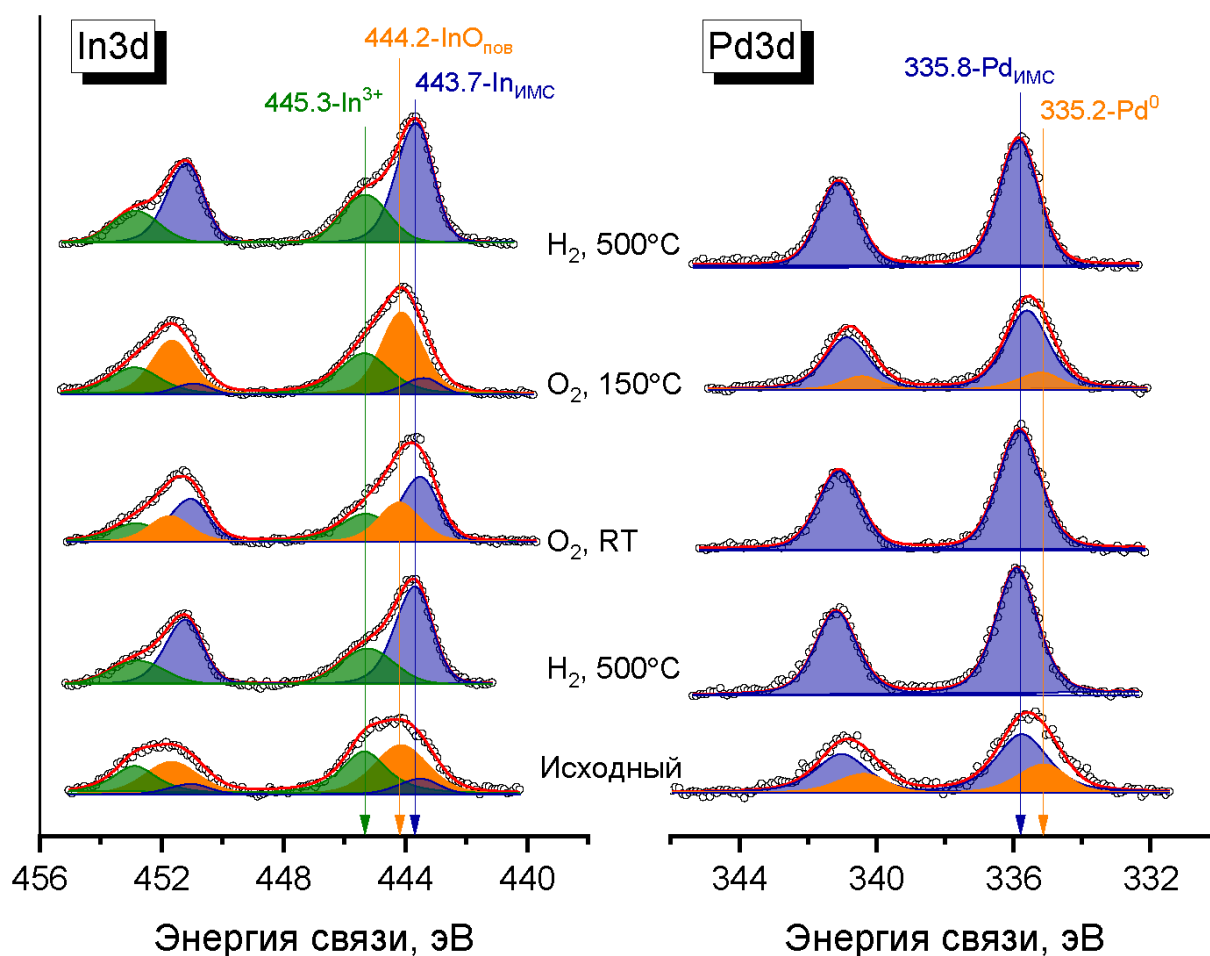 In3d
444.2-InOпов
443.7-InИМС
445.3-In³⁺
Pd3d
335.8-PdИМС
335.2-Pd⁰
H₂, 500°C
O₂, 150°C
O₂, RT
H₂, 500°C
Исходный
456 452 448 444 440
344 340 336 332
Энергия связи, эВ
Энергия связи, эВ